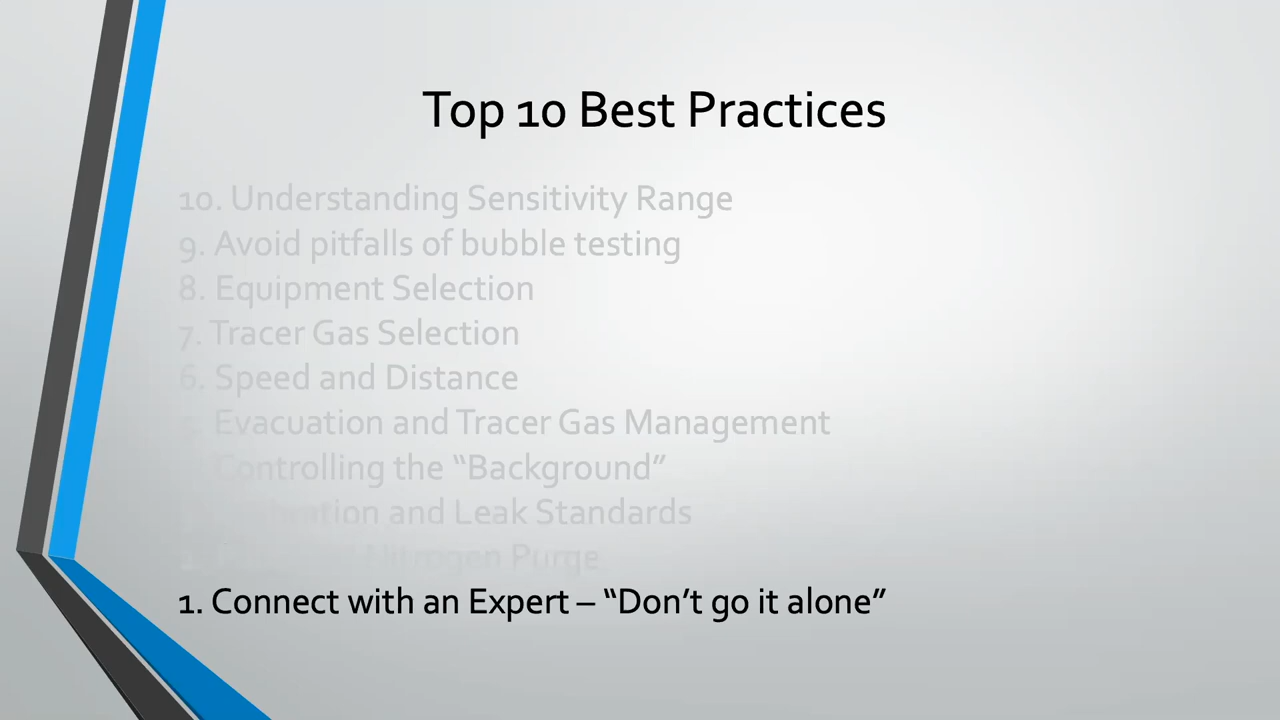 Top 10 Best Practices
10. Understanding Sensitivity Range
9. Avoid pitfalls of bubble testing
8. Equipment Selection
7. Tracer Gas Selection
6. Speed and Distance
Evacuation and Tracer Gas Management
Controlling the “Background”
and Leak Standards
Nitrogen Purge
1. Connect with an Expert – “Don’t go it alone”